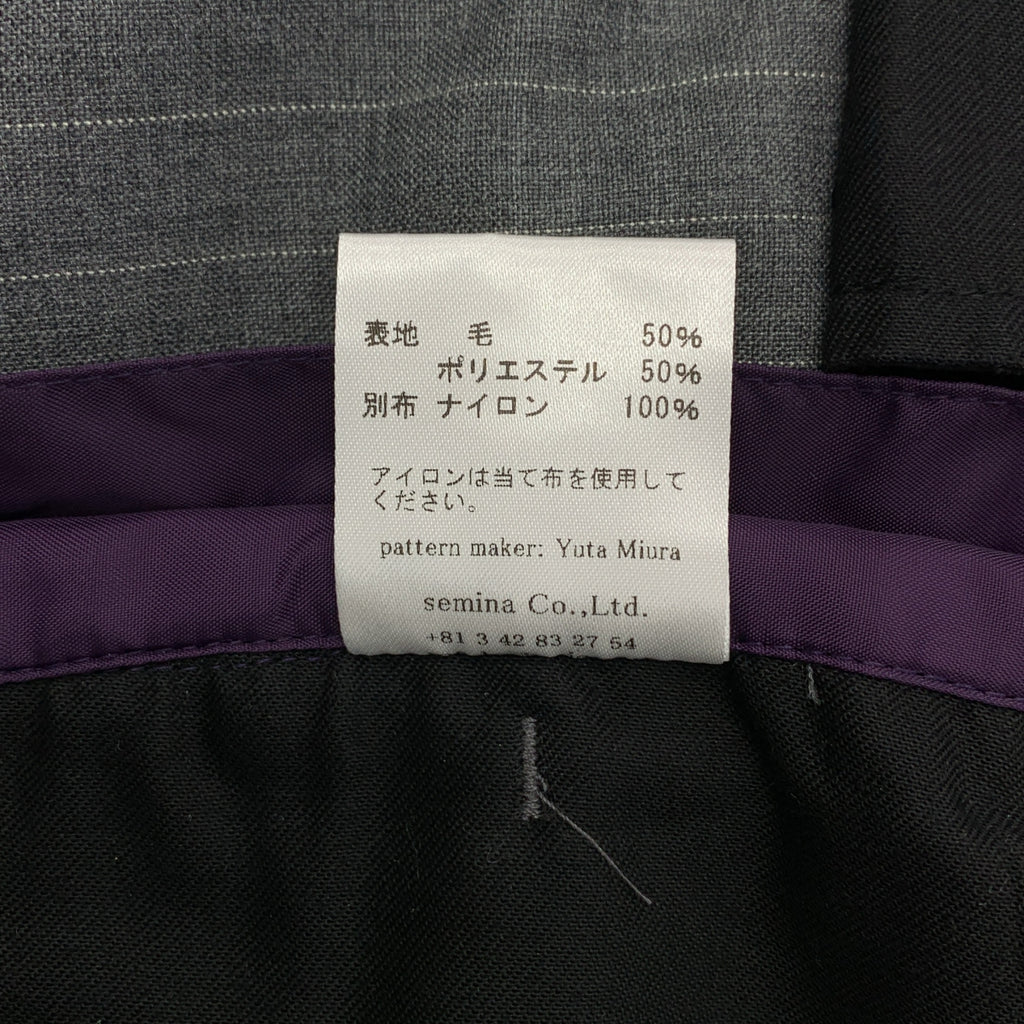 表地 毛 50%
ポリエステル 50%
別布 ナイロン 100%
アイロンは当て布を使用して
ください。
pattern maker: Yuta Miura
semina Co.,Ltd.
+81 3 42 83 27 54